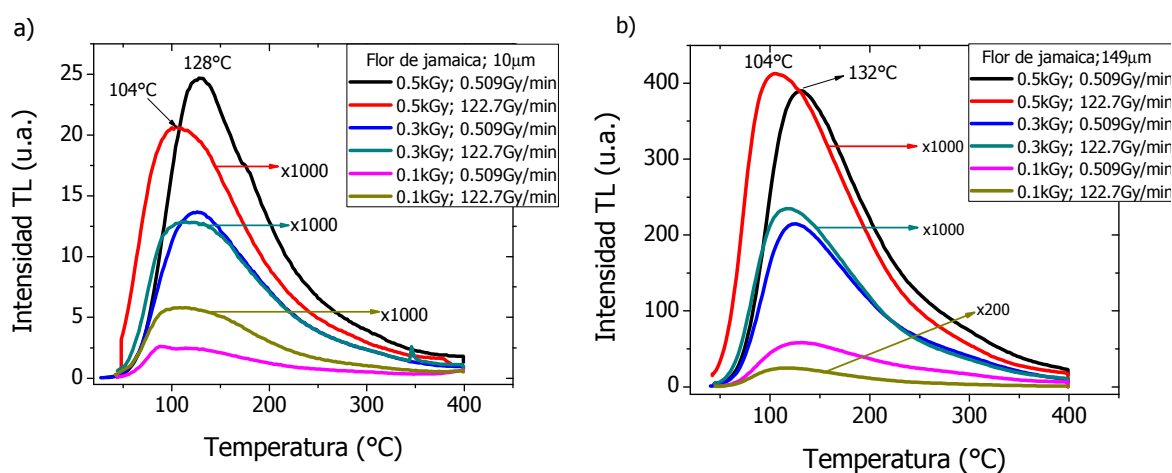 a)
128°C
104°C
Flor de jamaica; 10μm
0.5kGy; 0.509Gy/min
0.5kGy; 122.7Gy/min
0.3kGy; 0.509Gy/min
0.3kGy; 122.7Gy/min
0.1kGy; 0.509Gy/min
0.1kGy; 122.7Gy/min
x1000
x1000
x1000
25
20
15
10
5
0
Intensidad TL (u.a.)
100
200
300
400
Temperatura (°C)
b)
104°C
132°C
Flor de jamaica;149μm
0.5kGy; 0.509Gy/min
0.5kGy; 122.7Gy/min
0.3kGy; 0.509Gy/min
0.3kGy; 122.7Gy/min
0.1kGy; 0.509Gy/min
0.1kGy; 122.7Gy/min
x1000
x1000
x200
400
300
200
100
0
Intensidad TL (u.a.)
100
200
300
400
Temperatura (°C)